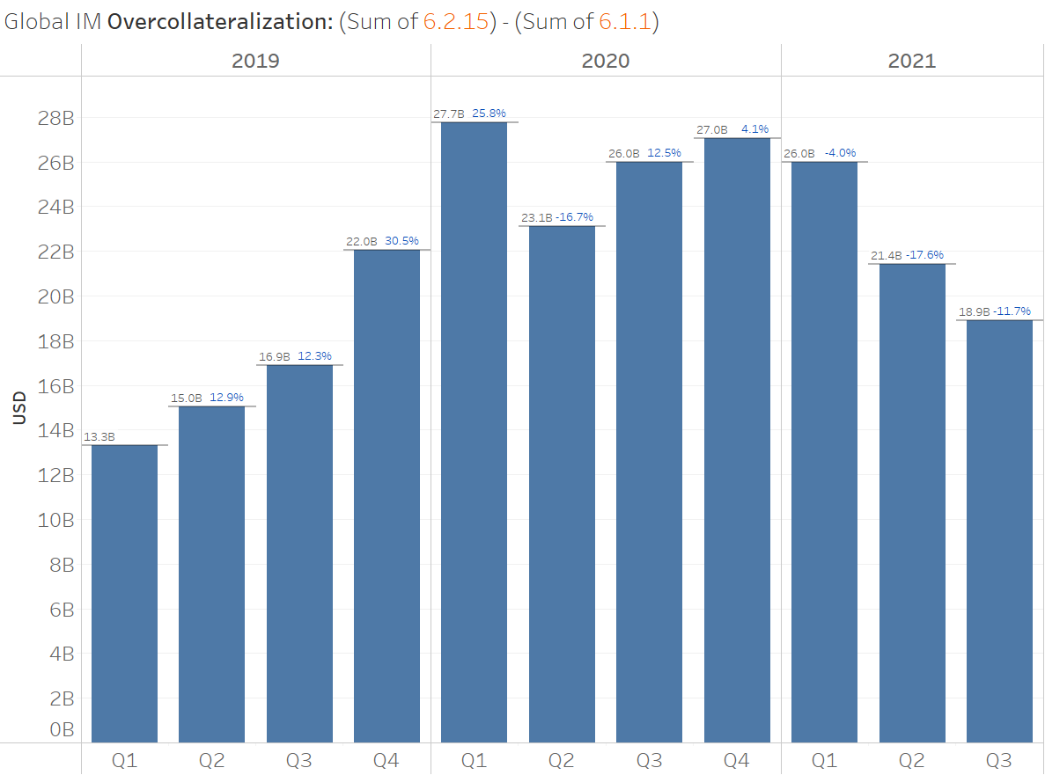 Global IM Overcollateralization: (Sum of 6.2.15) - (Sum of 6.1.1)
2019 2020 2021
28B
26B
24B
22B
20B
18B
16B
14B
12B
10B
8B
6B
4B
2B
0B
USD
13.3B
15.0B 12.9%
16.9B 12.3%
22.0B 30.5%
27.7B 25.8%
23.1B -16.7%
26.0B 12.5%
27.0B 4.1%
26.0B -4.0%
21.4B -17.6%
18.9B -11.7%
Q1 Q2 Q3 Q4 Q1 Q2 Q3 Q4 Q1 Q2 Q3